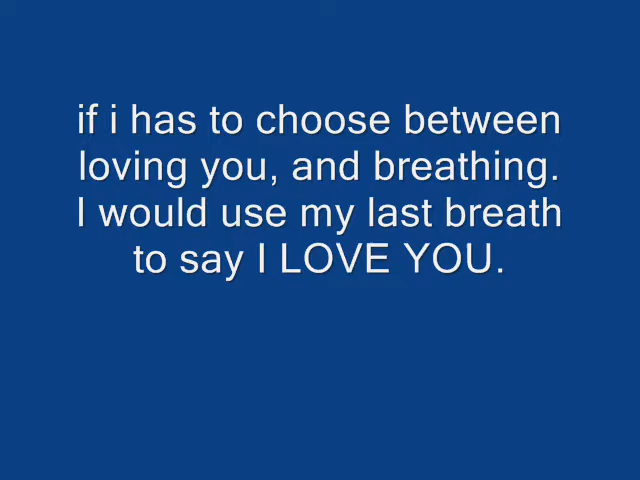 if i has to choose between
loving you, and breathing.
I would use my last breath
to say I LOVE YOU.